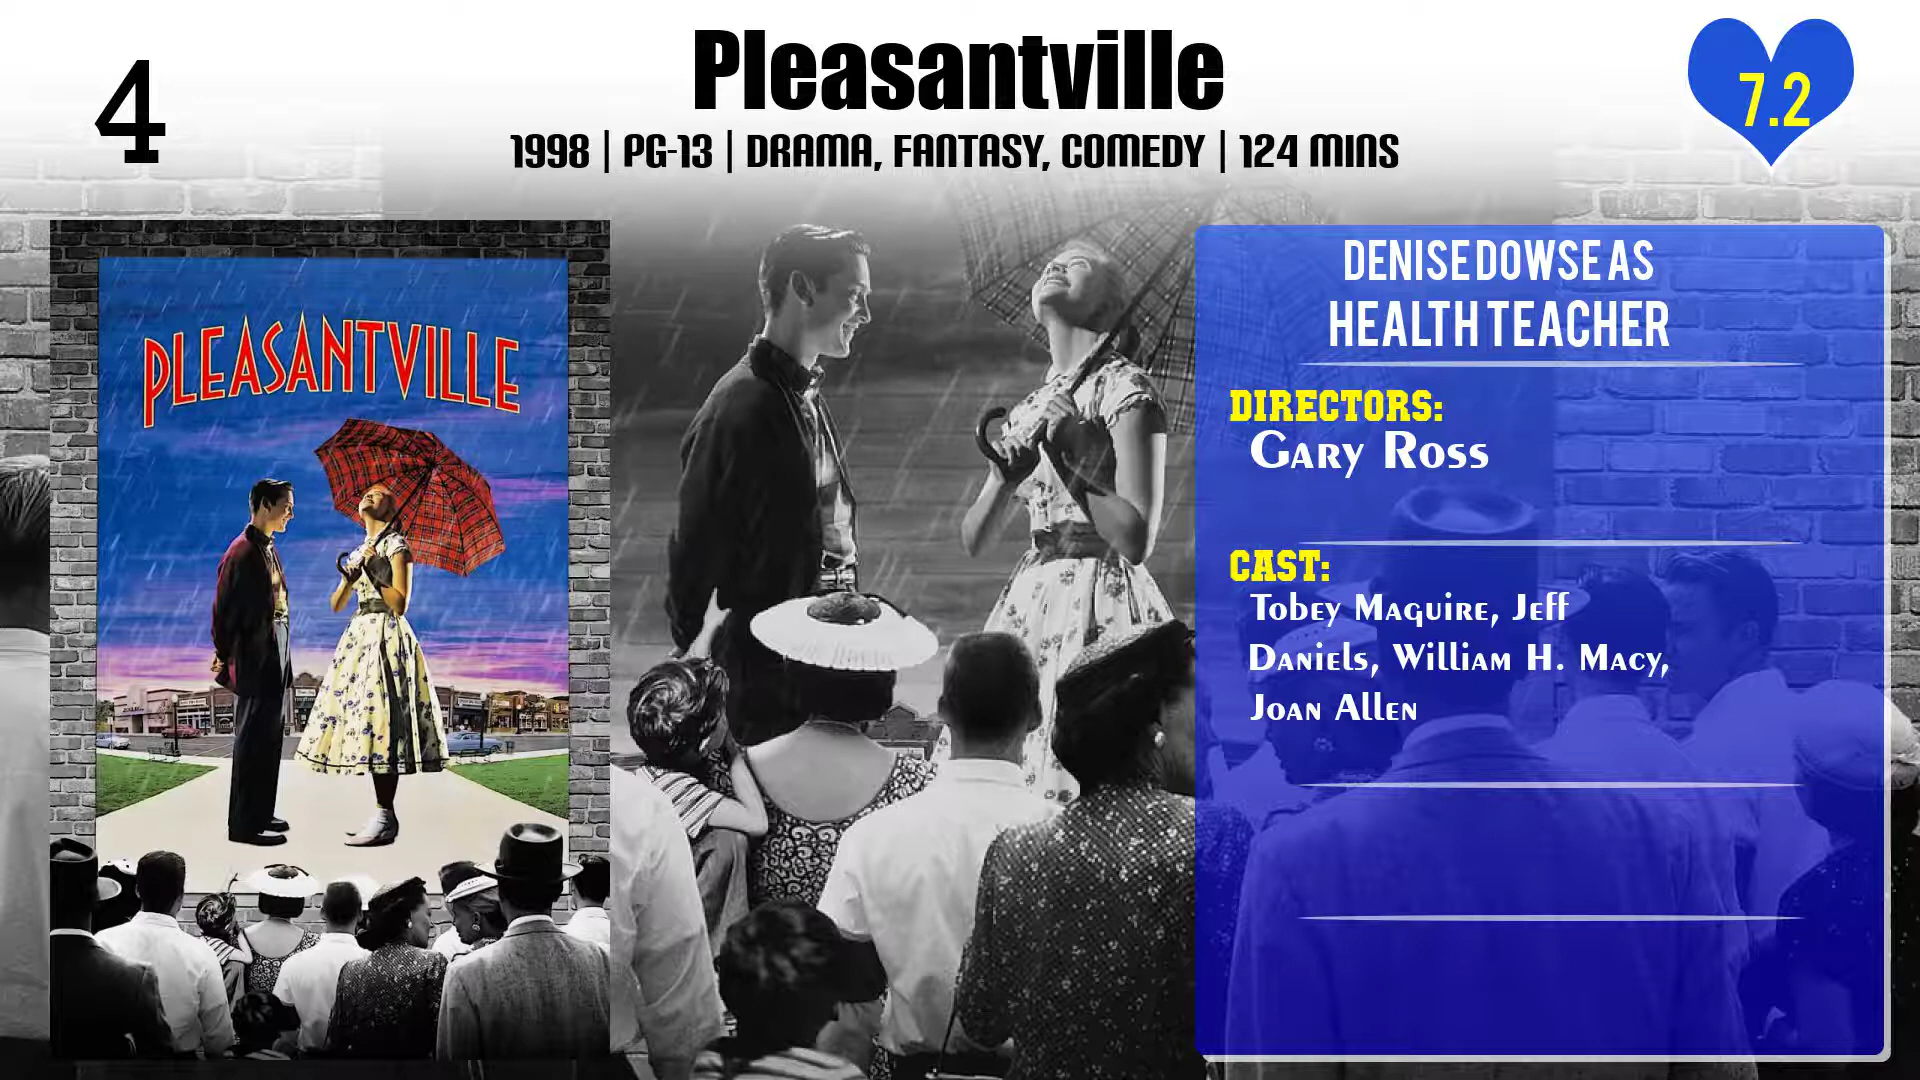 4
Pleasantville
1998 | PG-13 | DRAMA, FANTASY, COMEDY | 124 MINS
7.2
PLEASANTVILLE
DENISE DOWSE AS
HEALTH TEACHER
DIRECTORS:
Gary Ross
CAST:
Tobey Maguire, Jeff
Daniels, William H. Macy,
Joan Allen